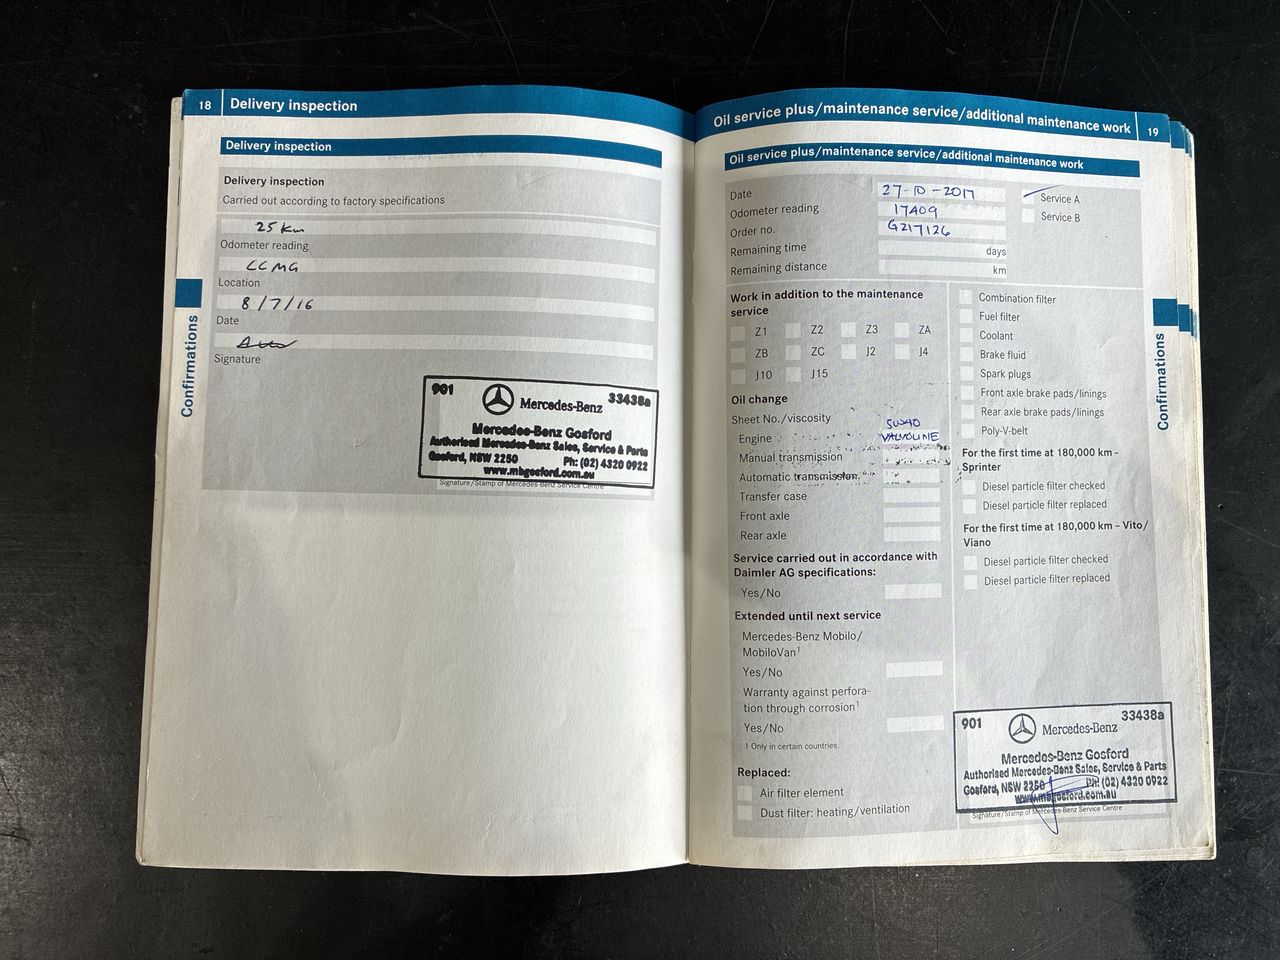 18 Delivery inspection
Delivery inspection
Delivery inspection
Carried out according to factory specifications
25 Km
Odometer reading
CCMG
Location
8/7/16
Date
Signature
901 Mercedes-Benz 33438a
Mercedes-Benz Gosford
Authorised Mercedes-Benz Sales, Service & Parts
Gosford, NSW 2250 Ph: (02) 4320 0922
www.mbgosford.com.au
Signature/Stamp of Mercedes-Benz Service Centre
Confirmations
Oil service plus/maintenance service/additional maintenance work 19
Oil service plus/maintenance service/additional maintenance work
Date 27-10-2017 Service A
Odometer reading 17409 Service B
Order no. G217126
Remaining time days
Remaining distance km
Work in addition to the maintenance
service
Z1 Z2 Z3 ZA
ZB ZC J2 J4
J10 J15
Oil change
Sheet No./viscosity 5W40
Engine VALVOLINE
Manual transmission
Automatic transmission
Transfer case
Front axle
Rear axle
Service carried out in accordance with
Daimler AG specifications:
Yes/No
Extended until next service
Mercedes-Benz Mobilo/
MobiloVan¹
Yes/No
Warranty against perfora-
tion through corrosion¹
Yes/No
1 Only in certain countries.
Replaced:
Air filter element
Dust filter: heating/ventilation
Combination filter
Fuel filter
Coolant
Brake fluid
Spark plugs
Front axle brake pads/linings
Rear axle brake pads/linings
Poly-V-belt
For the first time at 180,000 km -
Sprinter
Diesel particle filter checked
Diesel particle filter replaced
For the first time at 180,000 km – Vito/
Viano
Diesel particle filter checked
Diesel particle filter replaced
901 Mercedes-Benz 33438a
Mercedes-Benz Gosford
Authorised Mercedes-Benz Sales, Service & Parts
Gosford, NSW 2250 Ph: (02) 4320 0922
www.mbgosford.com.au
Signature/Stamp of Mercedes-Benz Service Centre
Confirmations